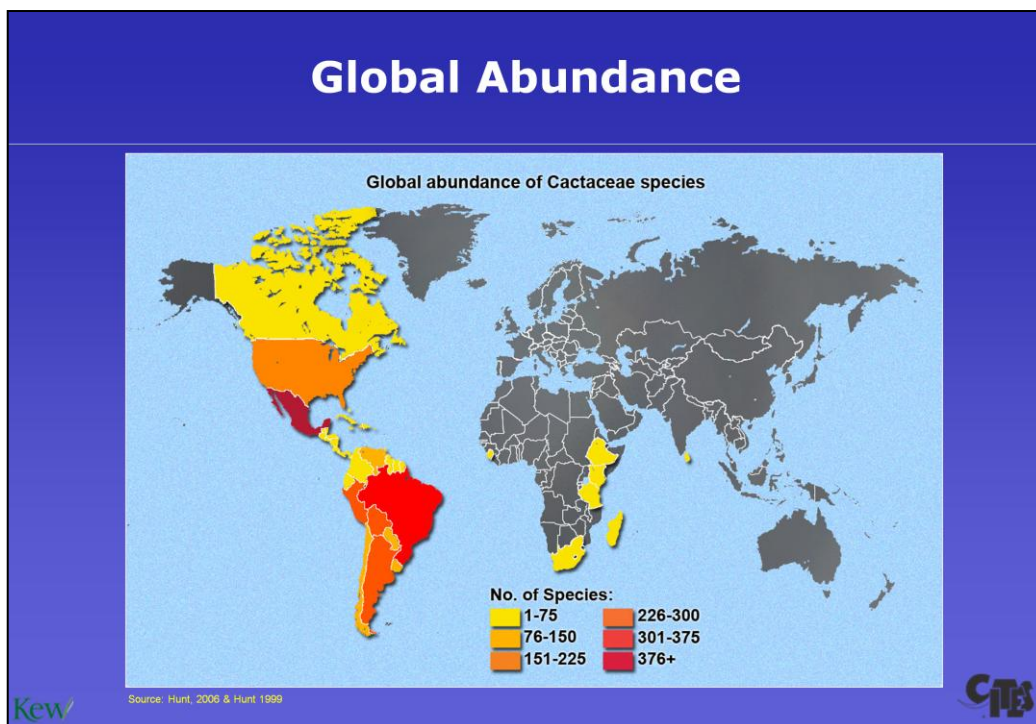 Global Abundance
Global abundance of Cactaceae species
No. of Species:
1-75
76-150
151-225
226-300
301-375
376+
Source: Hunt, 2006 & Hunt 1999
Kew
CITES